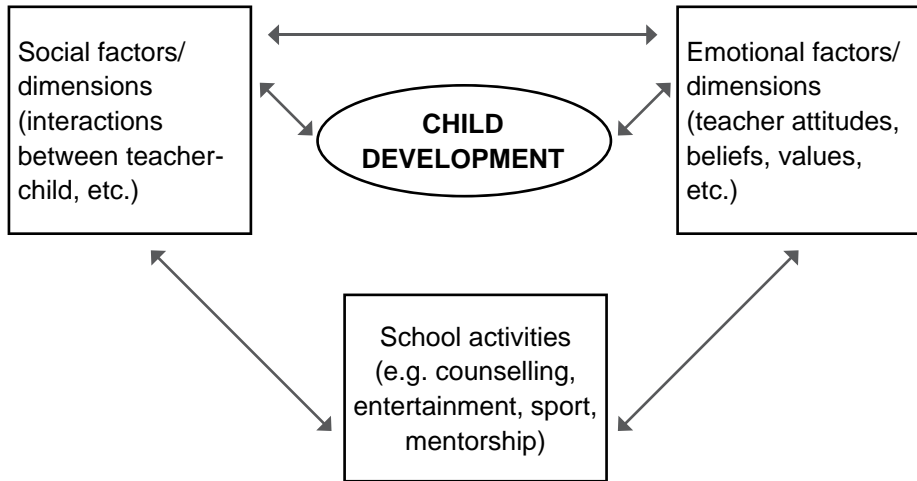 Social factors/
dimensions
(interactions
between teacher-
child, etc.)
CHILD
DEVELOPMENT
Emotional factors/
dimensions
(teacher attitudes,
beliefs, values,
etc.)
School activities
(e.g. counselling,
entertainment, sport,
mentorship)